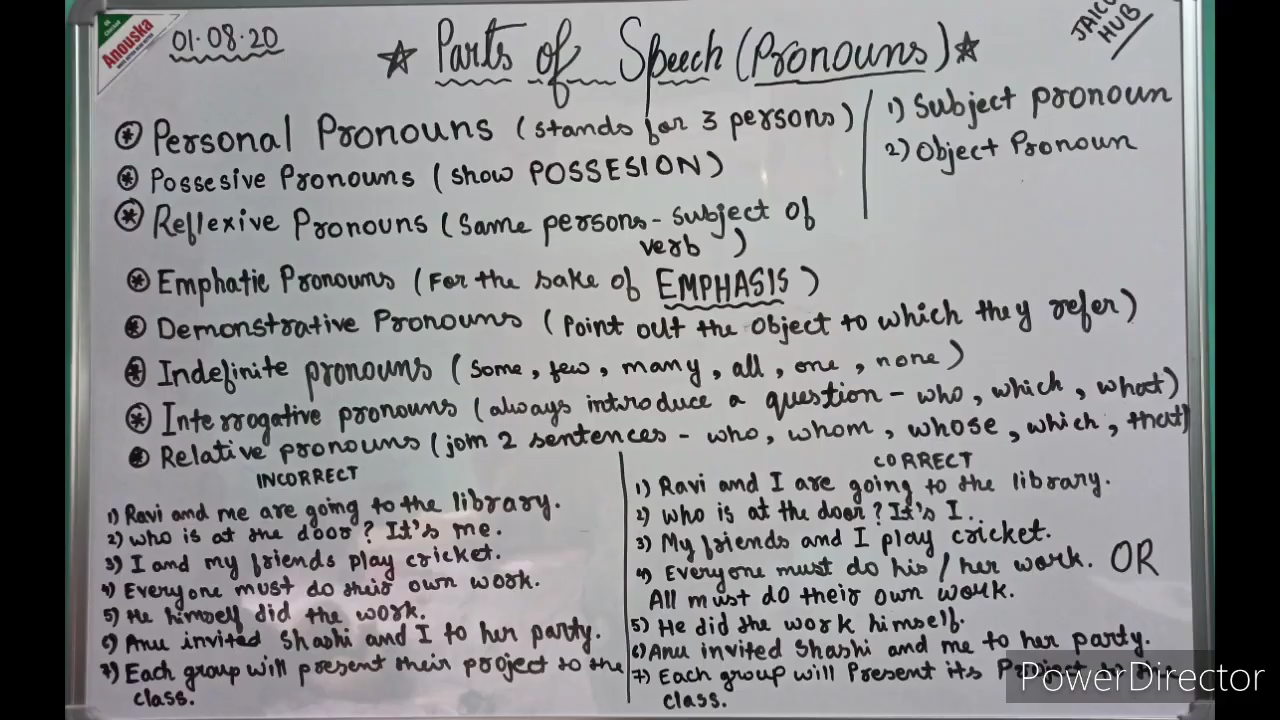 Anouska
01.08.20
Parts of Speech (Pronouns)
JAICO
HUB
Personal Pronouns (stands for 3 persons)
1) Subject pronoun
2) Object Pronoun
Possesive Pronouns (show POSSESION)
Reflexive Pronouns (Same persons - subject of
verb)
Emphatic Pronouns (For the sake of EMPHASIS)
Demonstrative Pronouns (Point out the object to which they refer)
Indefinite pronouns (some, few, many, all, one, none)
Interrogative pronouns (always introduce a question - who, which, what)
Relative pronouns (join 2 sentences - who, whom, whose, which, that)
INCORRECT
1) Ravi and me are going to the library.
2) who is at the door? It's me.
3) I and my friends play cricket.
4) Everyone must do their own work.
5) He himself did the work.
6) Anu invited Shashi and I to her party.
7) Each group will present their project to the
class.
CORRECT
1) Ravi and I are going to the library.
2) who is at the door? It's I.
3) My friends and I play cricket.
4) Everyone must do his/her work. OR
All must do their own work.
5) He did the work himself.
6) Anu invited Shashi and me to her party.
7) Each group will Present its Project to the
class.
PowerDirector